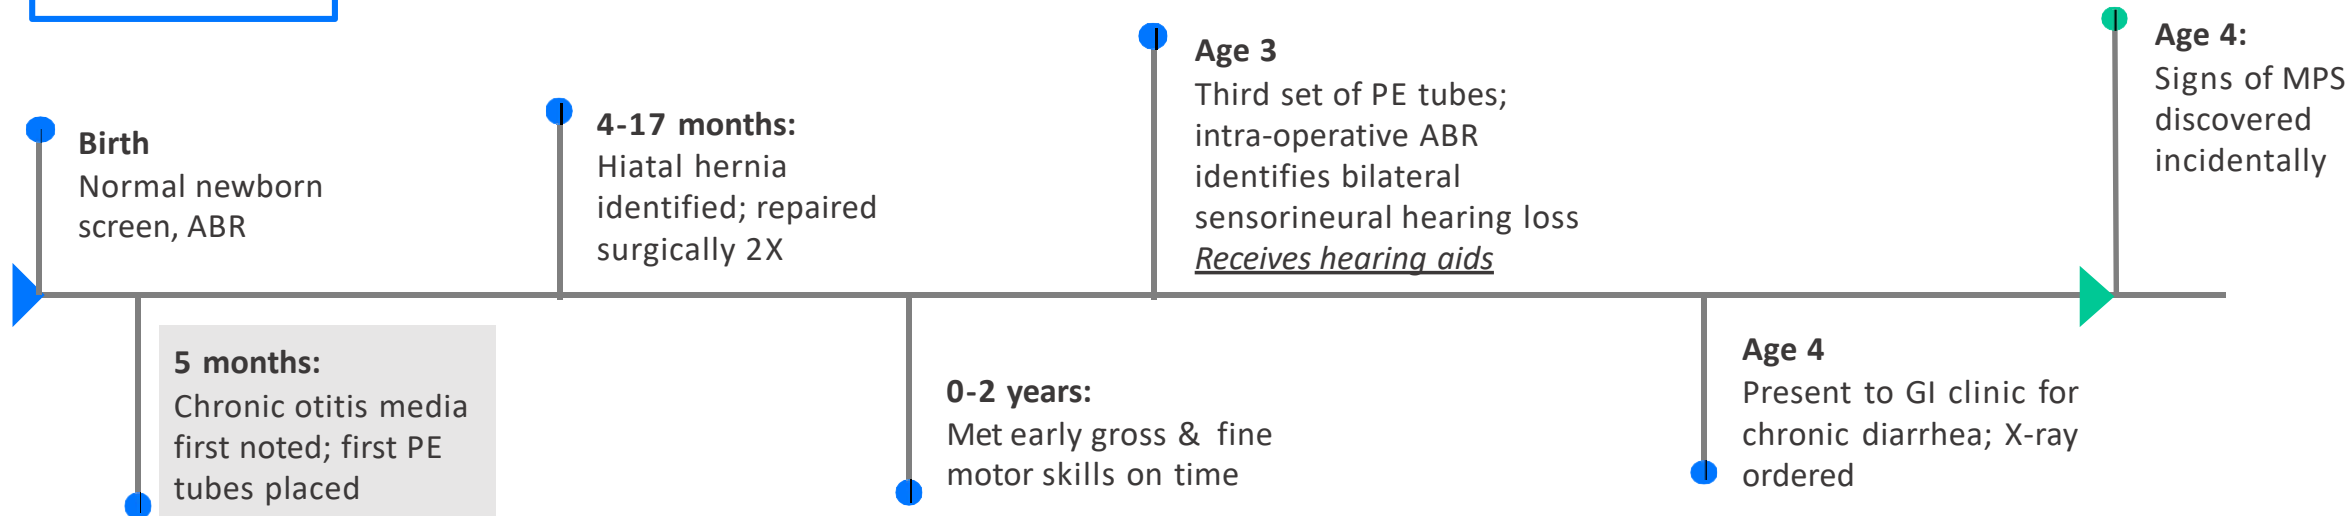 Birth
Normal newborn
screen, ABR
5 months:
Chronic otitis media
first noted; first PE
tubes placed
4-17 months:
Hiatal hernia
identified; repaired
surgically 2X
0-2 years:
Met early gross & fine
motor skills on time
Age 3
Third set of PE tubes;
intra-operative ABR
identifies bilateral
sensorineural hearing loss
Receives hearing aids
Age 4
Present to GI clinic for
chronic diarrhea; X-ray
ordered
Age 4:
Signs of MPS
discovered
incidentally